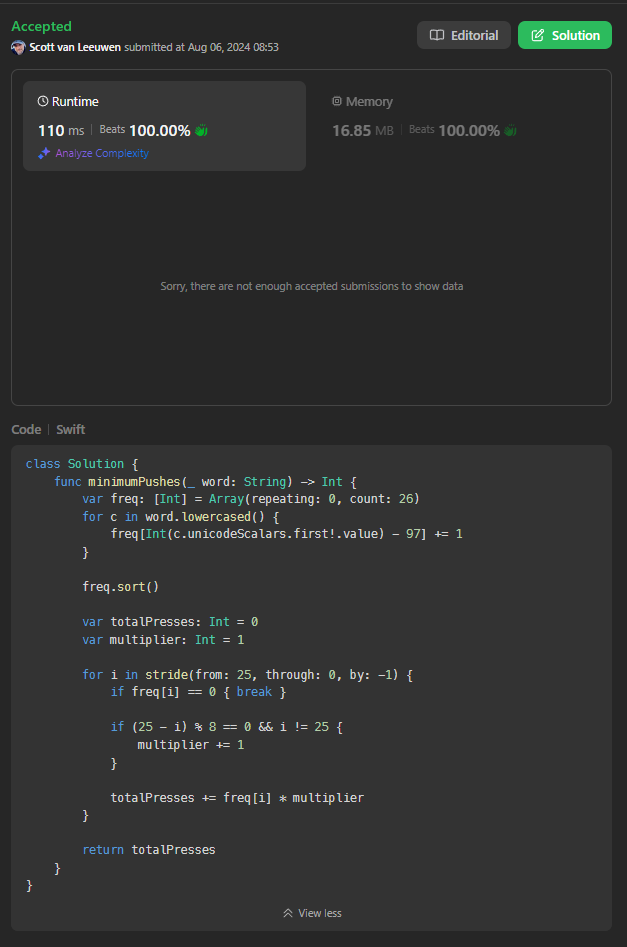 Accepted
Scott van Leeuwen submitted at Aug 06, 2024 08:53
Editorial
Solution
Runtime
110 ms | Beats 100.00%
Analyze Complexity
Memory
16.85 MB | Beats 100.00%
Sorry, there are not enough accepted submissions to show data
Code | Swift
class Solution {
    func minimumPushes(_ word: String) -> Int {
        var freq: [Int] = Array(repeating: 0, count: 26)
        for c in word.lowercased() {
            freq[Int(c.unicodeScalars.first!.value) - 97] += 1
        }

        freq.sort()

        var totalPresses: Int = 0
        var multiplier: Int = 1

        for i in stride(from: 25, through: 0, by: -1) {
            if freq[i] == 0 { break }

            if (25 - i) % 8 == 0 && i != 25 {
                multiplier += 1
            }

            totalPresses += freq[i] * multiplier
        }

        return totalPresses
    }
}
View less